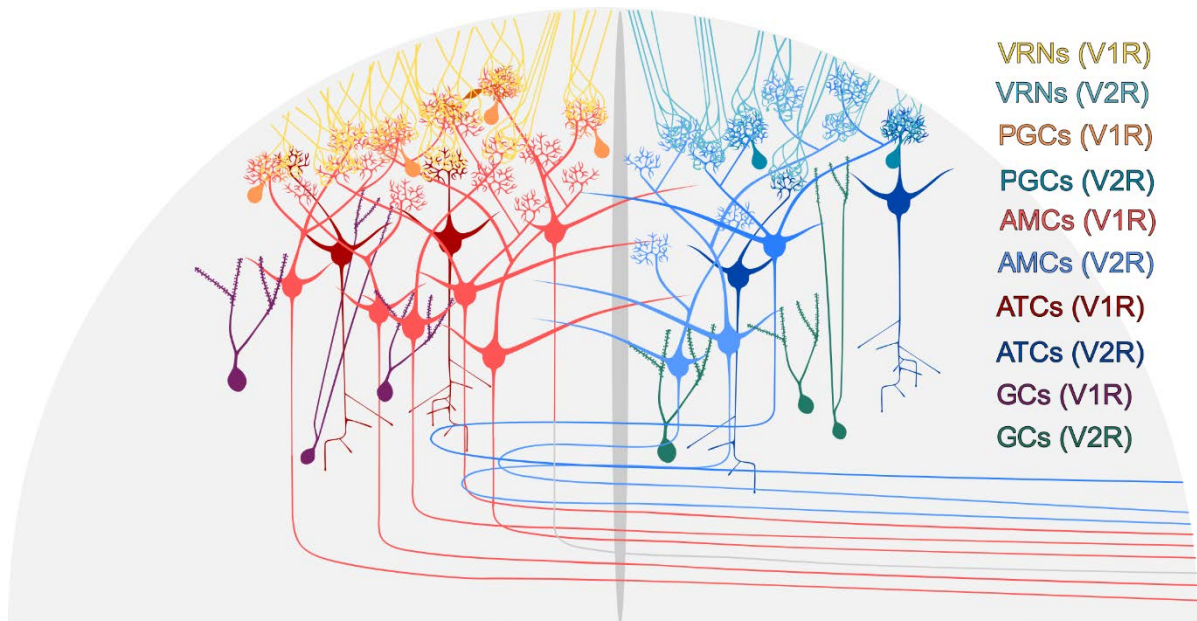 VRNs (V1R)
VRNs (V2R)
PGCs (V1R)
PGCs (V2R)
AMCs (V1R)
AMCs (V2R)
ATCs (V1R)
ATCs (V2R)
GCs (V1R)
GCs (V2R)